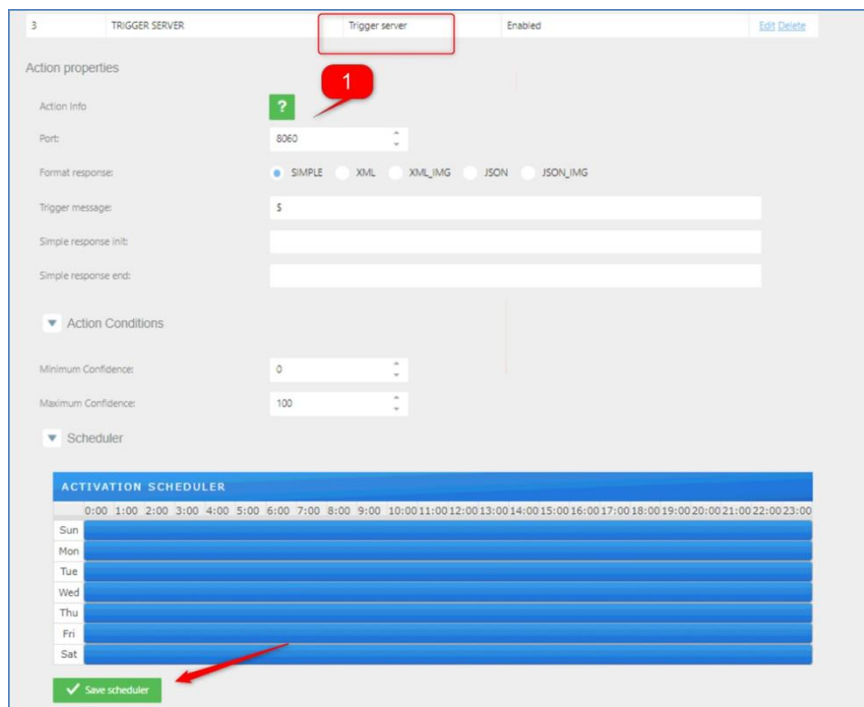 3 TRIGGER SERVER Trigger server Enabled Edit Delete
Action properties
1
Action Info ?
Port: 8060
Format response: SIMPLE XML XML_IMG JSON JSON_IMG
Trigger message: $
Simple response init:
Simple response end:
Action Conditions
Minimum Confidence: 0
Maximum Confidence: 100
Scheduler
ACTIVATION SCHEDULER
0:00 1:00 2:00 3:00 4:00 5:00 6:00 7:00 8:00 9:00 10:00 11:00 12:00 13:00 14:00 15:00 16:00 17:00 18:00 19:00 20:00 21:00 22:00 23:00
Sun
Mon
Tue
Wed
Thu
Fri
Sat
Save scheduler